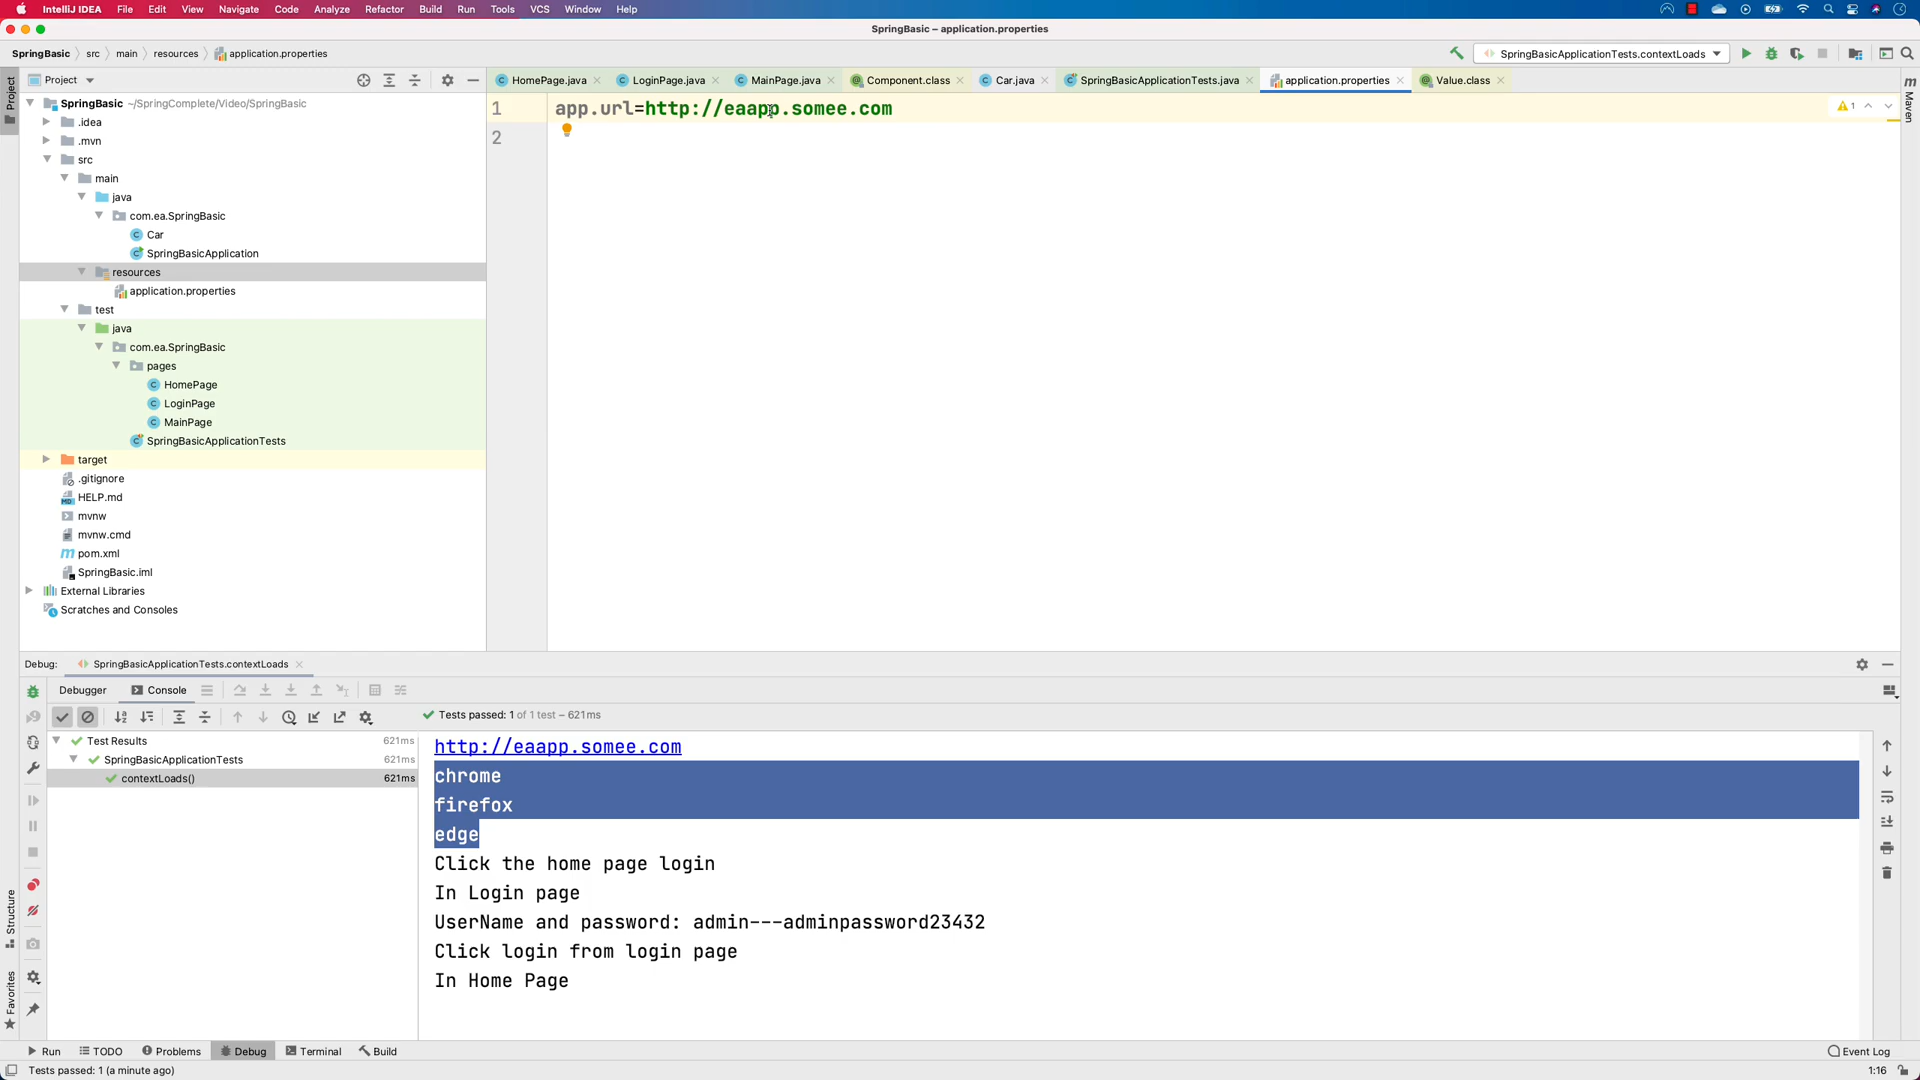 IntelliJ IDEA File Edit View Navigate Code Analyze Refactor Build Run Tools VCS Window Help
SpringBasic – application.properties
SpringBasic src main resources application.properties
SpringBasicApplicationTests.contextLoads
Project
HomePage.java LoginPage.java MainPage.java Component.class Car.java SpringBasicApplicationTests.java application.properties Value.class
Project
Maven
SpringBasic ~/SpringComplete/Video/SpringBasic
.idea
.mvn
src
main
java
com.ea.SpringBasic
Car
SpringBasicApplication
resources
application.properties
test
java
com.ea.SpringBasic
pages
HomePage
LoginPage
MainPage
SpringBasicApplicationTests
target
.gitignore
HELP.md
mvnw
mvnw.cmd
pom.xml
SpringBasic.iml
External Libraries
Scratches and Consoles
1 app.url=http://eaapp.somee.com
2
1
Debug: SpringBasicApplicationTests.contextLoads
Debugger Console
Tests passed: 1 of 1 test – 621ms
Test Results 621ms
SpringBasicApplicationTests 621ms
contextLoads() 621ms
http://eaapp.somee.com
chrome
firefox
edge
Click the home page login
In Login page
UserName and password: admin---adminpassword23432
Click login from login page
In Home Page
Structure
Favorites
Run TODO Problems Debug Terminal Build
Event Log
Tests passed: 1 (a minute ago)
1:16